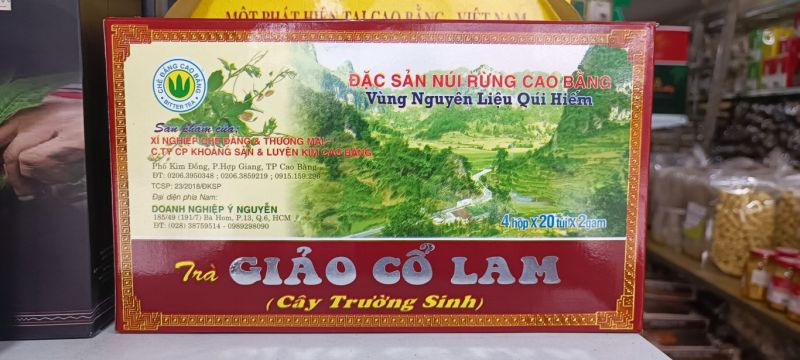 MỘT PHÁT HIỆN TẠI CAO BẰNG - VIỆT NAM
CHÈ ĐẮNG CAO BẰNG
BITTER TEA
ĐẶC SẢN NÚI RỪNG CAO BẰNG
Vùng Nguyên Liệu Qúi Hiếm
Sản phẩm của:
XÍ NGHIỆP CHÈ ĐẮNG & THƯƠNG MẠI -
C.TY CP KHOÁNG SẢN & LUYỆN KIM CAO BẰNG
Phố Kim Đồng, P.Hợp Giang, TP Cao Bằng
ĐT: 0206.3950348 ; 0206.3859219 ; 0915.159.290
TCSP: 23/2018/ĐKSP
Đại diện phía Nam:
DOANH NGHIỆP Ý NGUYỄN
185/49 (191/7) Bà Hom, P.13, Q.6, HCM
ĐT: (028) 38759514 - 0989298090
4 hộp x 20 túi x 2gam
Trà GIẢO CỔ LAM
(Cây Trường Sinh)